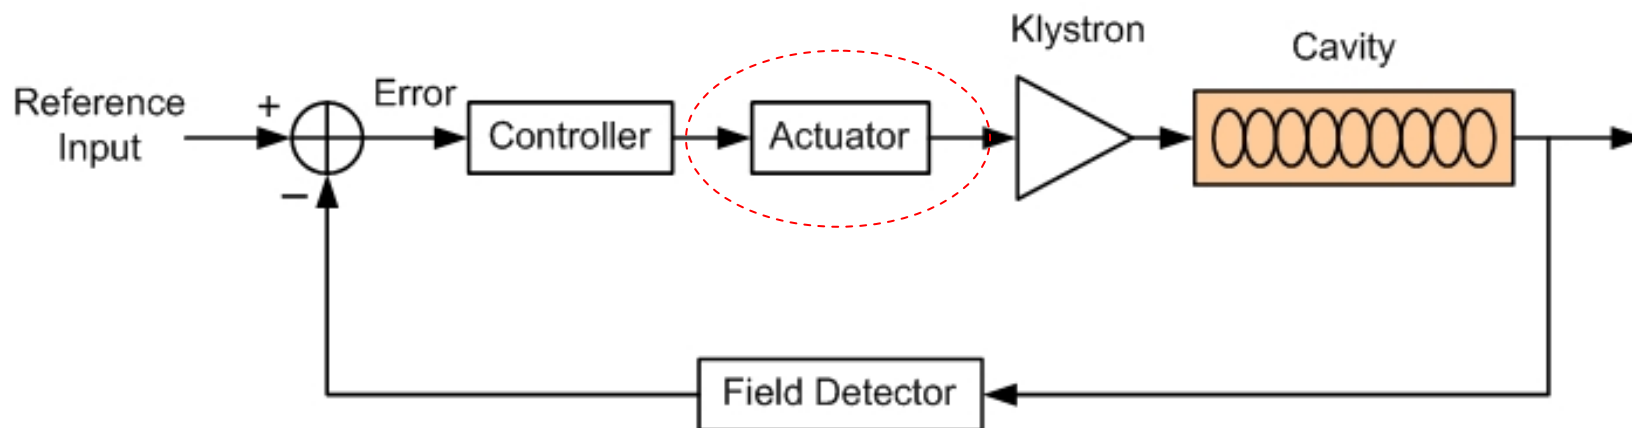 Klystron
Cavity
Reference
Input
+
Error
Controller
Actuator
−
Field Detector